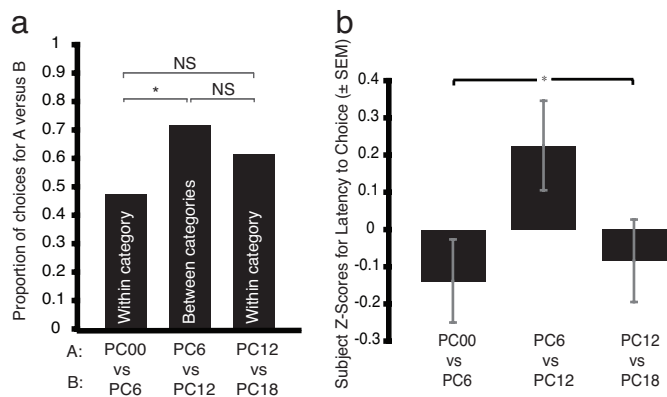 a
Proportion of choices for A versus B
1
0.9
0.8
0.7
0.6
0.5
0.4
0.3
0.2
0.1
0
NS
*
NS
Within category
Between categories
Within category
A: PC00 PC6 PC12
vs vs vs
B: PC6 PC12 PC18
b
Subject Z-Scores for Latency to Choice (± SEM)
0.4
0.3
0.2
0.1
0
-0.1
-0.2
-0.3
*
PC00 PC6 PC12
vs vs vs
PC6 PC12 PC18